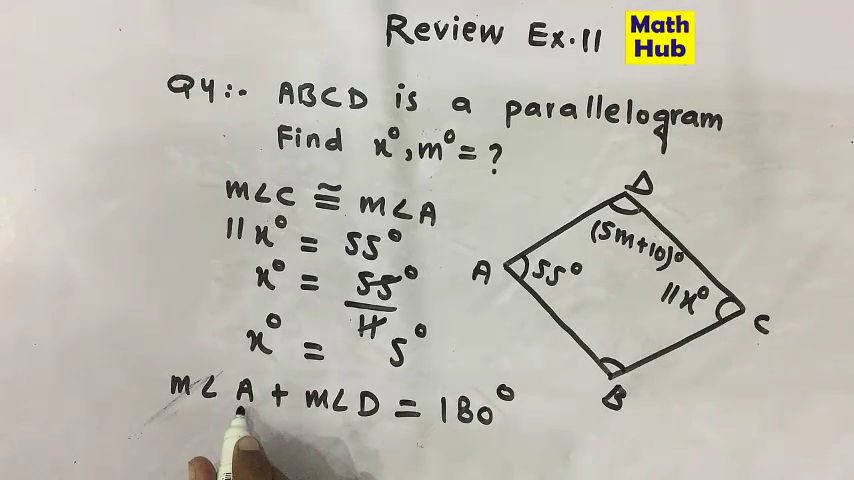 Review Ex.11
Math
Hub
Q4:- ABCD is a parallelogram
Find x°, m° = ?
m∠C ≅ m∠A
11x° = 55°
x° = 55°/11
x° = 5°
m∠A + m∠D = 180°
D
(5m+10)°
A
55°
11x°
C
B